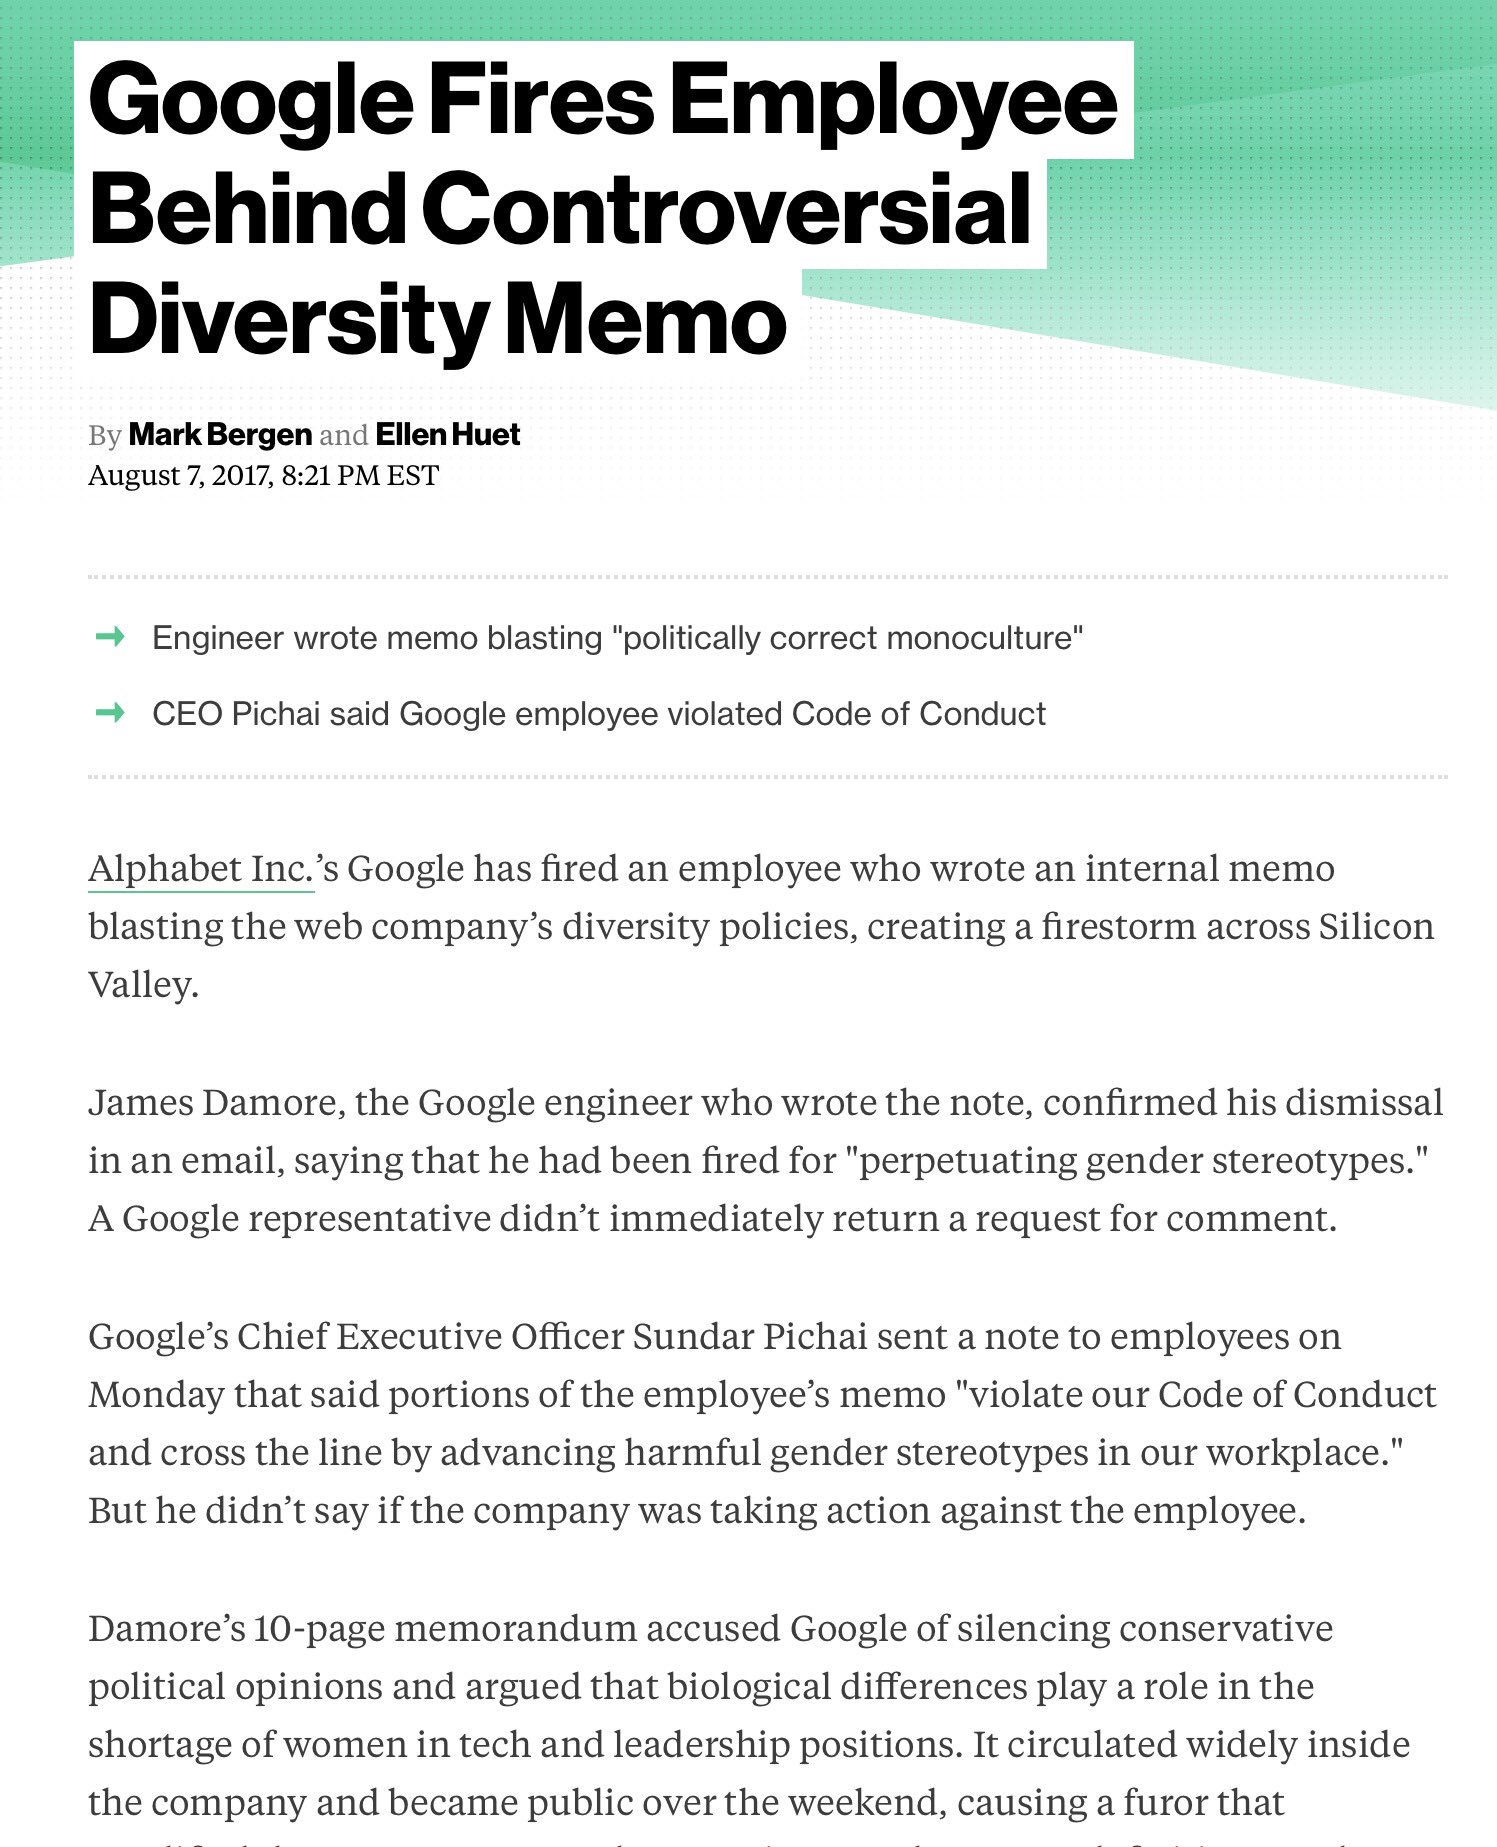 Google Fires Employee
Behind Controversial
Diversity Memo
By Mark Bergen and Ellen Huet
August 7, 2017, 8:21 PM EST
Engineer wrote memo blasting "politically correct monoculture"
CEO Pichai said Google employee violated Code of Conduct
Alphabet Inc.’s Google has fired an employee who wrote an internal memo
blasting the web company’s diversity policies, creating a firestorm across Silicon
Valley.
James Damore, the Google engineer who wrote the note, confirmed his dismissal
in an email, saying that he had been fired for "perpetuating gender stereotypes."
A Google representative didn’t immediately return a request for comment.
Google’s Chief Executive Officer Sundar Pichai sent a note to employees on
Monday that said portions of the employee’s memo "violate our Code of Conduct
and cross the line by advancing harmful gender stereotypes in our workplace."
But he didn’t say if the company was taking action against the employee.
Damore’s 10-page memorandum accused Google of silencing conservative
political opinions and argued that biological differences play a role in the
shortage of women in tech and leadership positions. It circulated widely inside
the company and became public over the weekend, causing a furor that